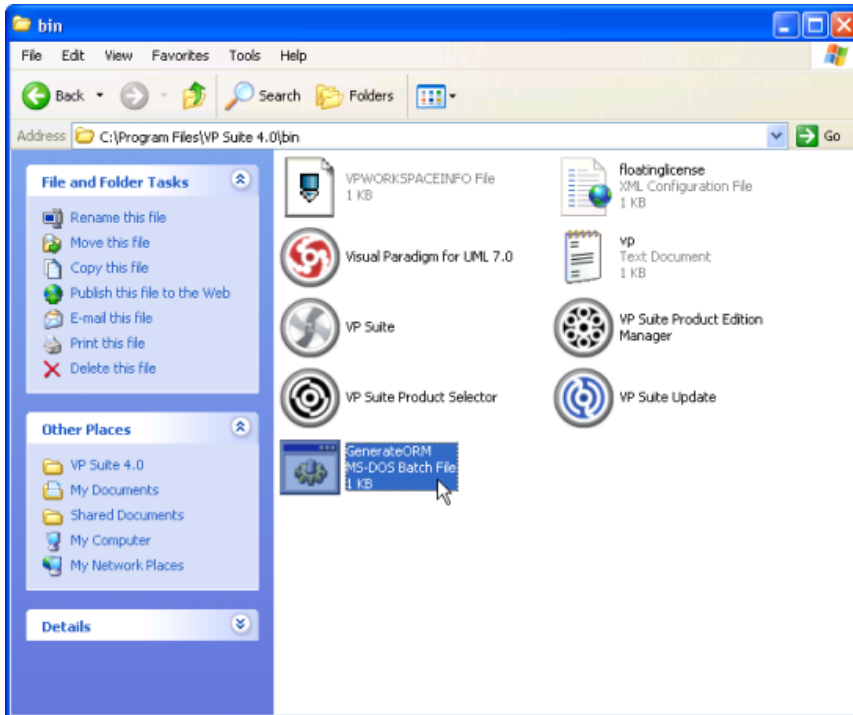 bin
File Edit View Favorites Tools Help
Back Search Folders
Address C:\Program Files\VP Suite 4.0\bin Go
File and Folder Tasks
Rename this file
Move this file
Copy this file
Publish this file to the Web
E-mail this file
Print this file
Delete this file
Other Places
VP Suite 4.0
My Documents
Shared Documents
My Computer
My Network Places
Details
VPWORKSPACEINFO File
1 KB
floatinglicense
XML Configuration File
1 KB
Visual Paradigm for UML 7.0
vp
Text Document
1 KB
VP Suite
VP Suite Product Edition
Manager
VP Suite Product Selector
VP Suite Update
GenerateORM
MS-DOS Batch File
1 KB